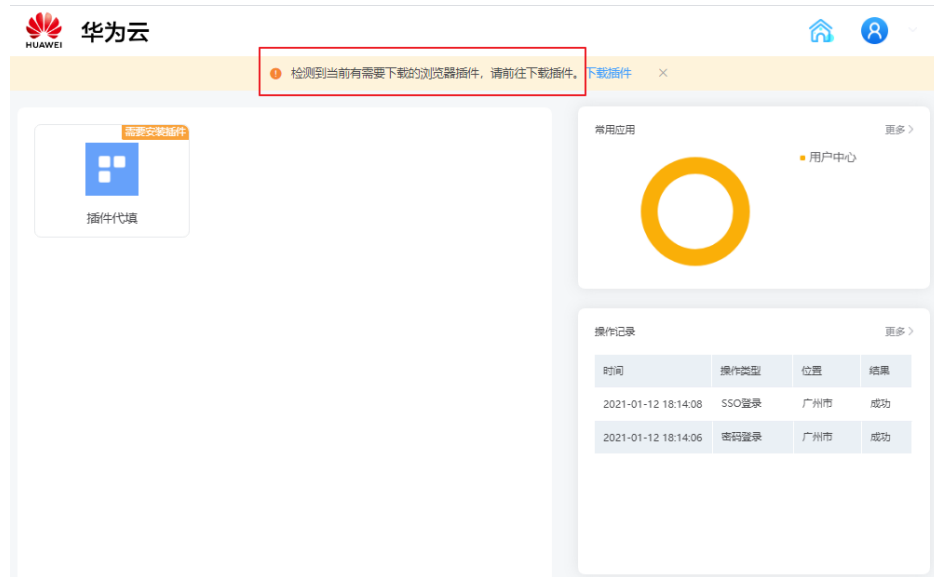 HUAWEI
华为云
检测到当前有需要下载的浏览器插件，请前往下载插件。下载插件
需要安装插件
插件代填
常用应用 更多
用户中心
操作记录 更多
时间 操作类型 位置 结果
2021-01-12 18:14:08 SSO登录 广州市 成功
2021-01-12 18:14:06 密码登录 广州市 成功